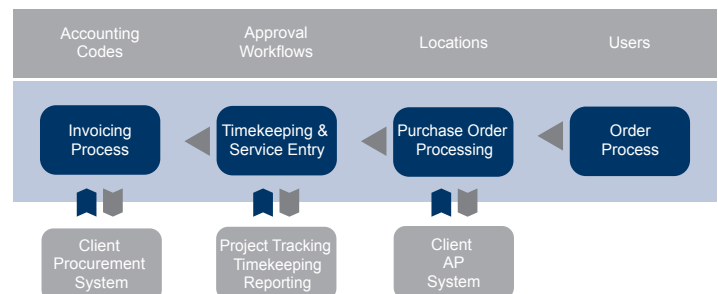 Accounting
Codes
Approval
Workflows
Locations
Users
Invoicing
Process
Timekeeping &
Service Entry
Purchase Order
Processing
Order
Process
Client
Procurement
System
Project Tracking
Timekeeping
Reporting
Client
AP
System